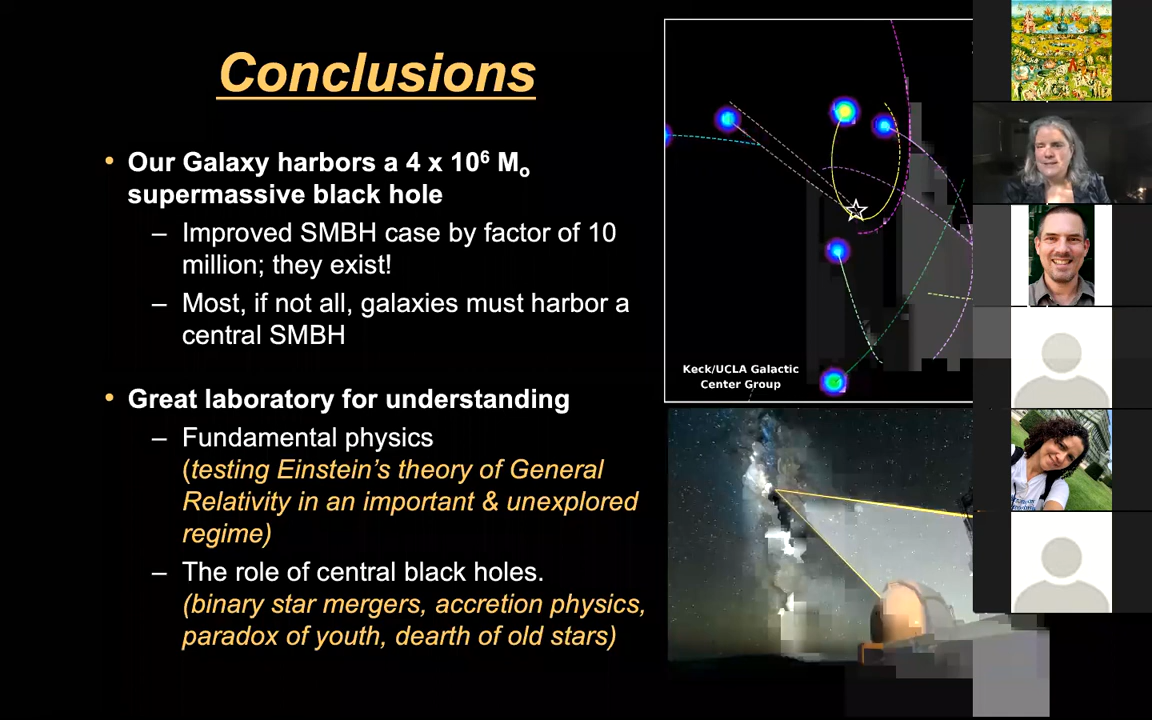 Conclusions
• Our Galaxy harbors a 4 x 10⁶ Mₒ
supermassive black hole
– Improved SMBH case by factor of 10
million; they exist!
– Most, if not all, galaxies must harbor a
central SMBH
• Great laboratory for understanding
– Fundamental physics
(testing Einstein’s theory of General
Relativity in an important & unexplored
regime)
– The role of central black holes.
(binary star mergers, accretion physics,
paradox of youth, dearth of old stars)
Keck/UCLA Galactic
Center Group